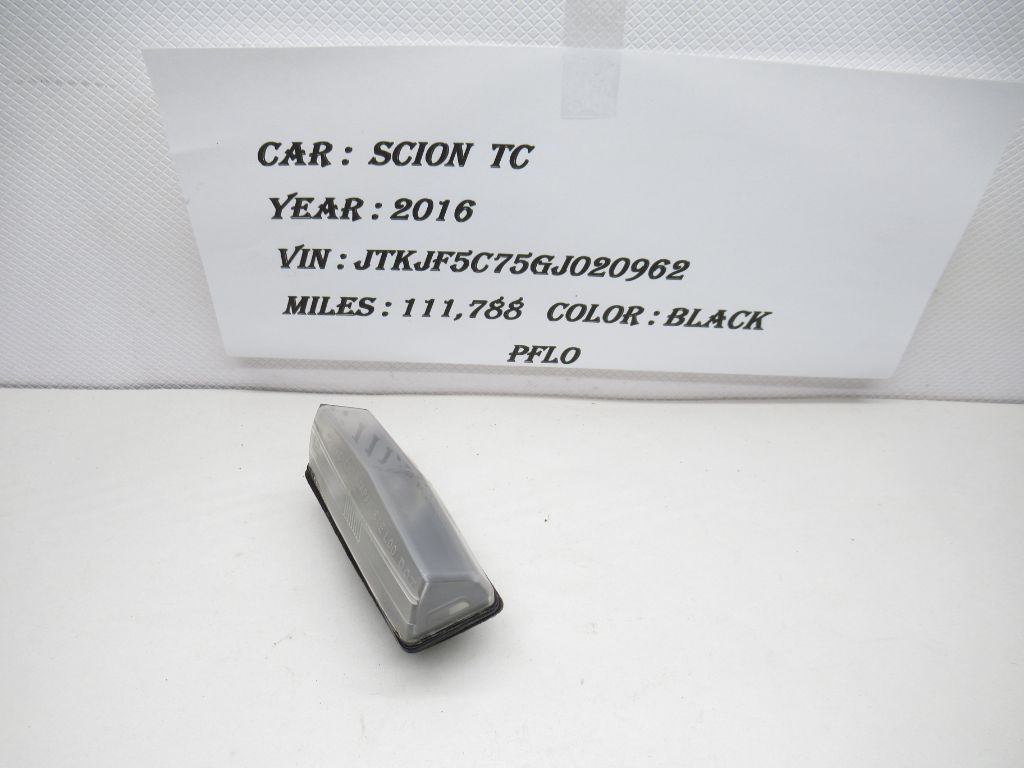 CAR : SCION TC
YEAR : 2016
VIN : JTKJF5C75GJ020962
MILES : 111,788 COLOR : BLACK
PFLO